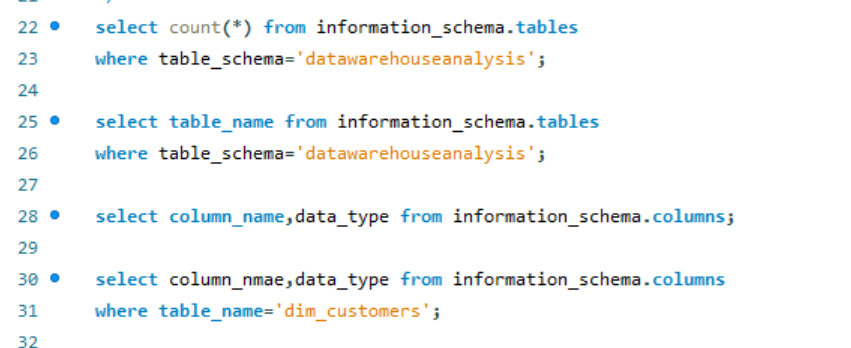 22 select count(*) from information_schema.tables
23 where table_schema='datawarehouseanalysis';
24
25 select table_name from information_schema.tables
26 where table_schema='datawarehouseanalysis';
27
28 select column_name,data_type from information_schema.columns;
29
30 select column_nmae,data_type from information_schema.columns
31 where table_name='dim_customers';
32